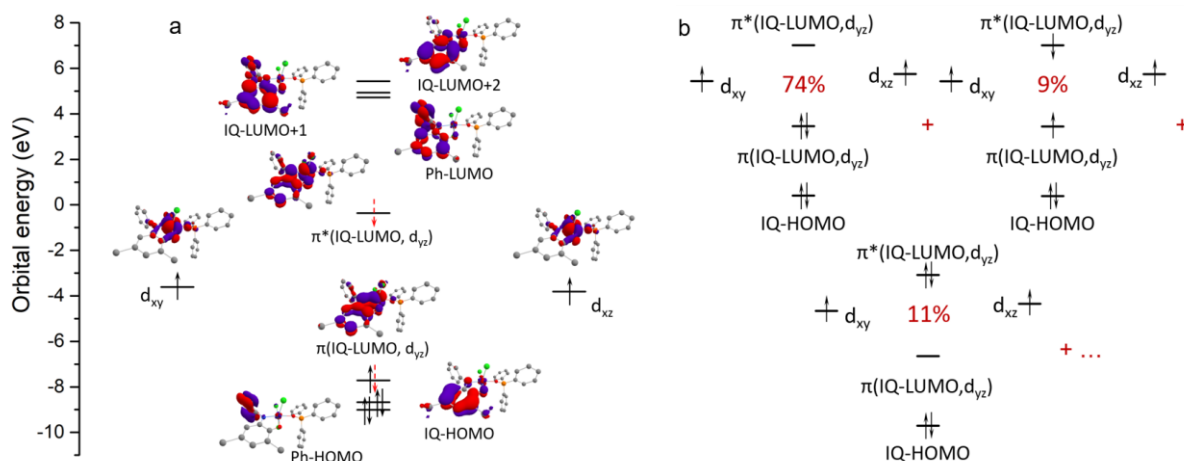 a
Orbital energy (eV)
8
6
4
2
0
-2
-4
-6
-8
-10
IQ-LUMO+1
IQ-LUMO+2
Ph-LUMO
π*(IQ-LUMO, dyz)
dxy
dxz
π(IQ-LUMO, dyz)
Ph-HOMO
IQ-HOMO
b
π*(IQ-LUMO,dyz)
dxy
74%
dxz
π(IQ-LUMO,dyz)
IQ-HOMO
+
π*(IQ-LUMO,dyz)
dxy
9%
dxz
π(IQ-LUMO,dyz)
IQ-HOMO
+
π*(IQ-LUMO,dyz)
dxy
11%
dxz
π(IQ-LUMO,dyz)
IQ-HOMO
+ ...